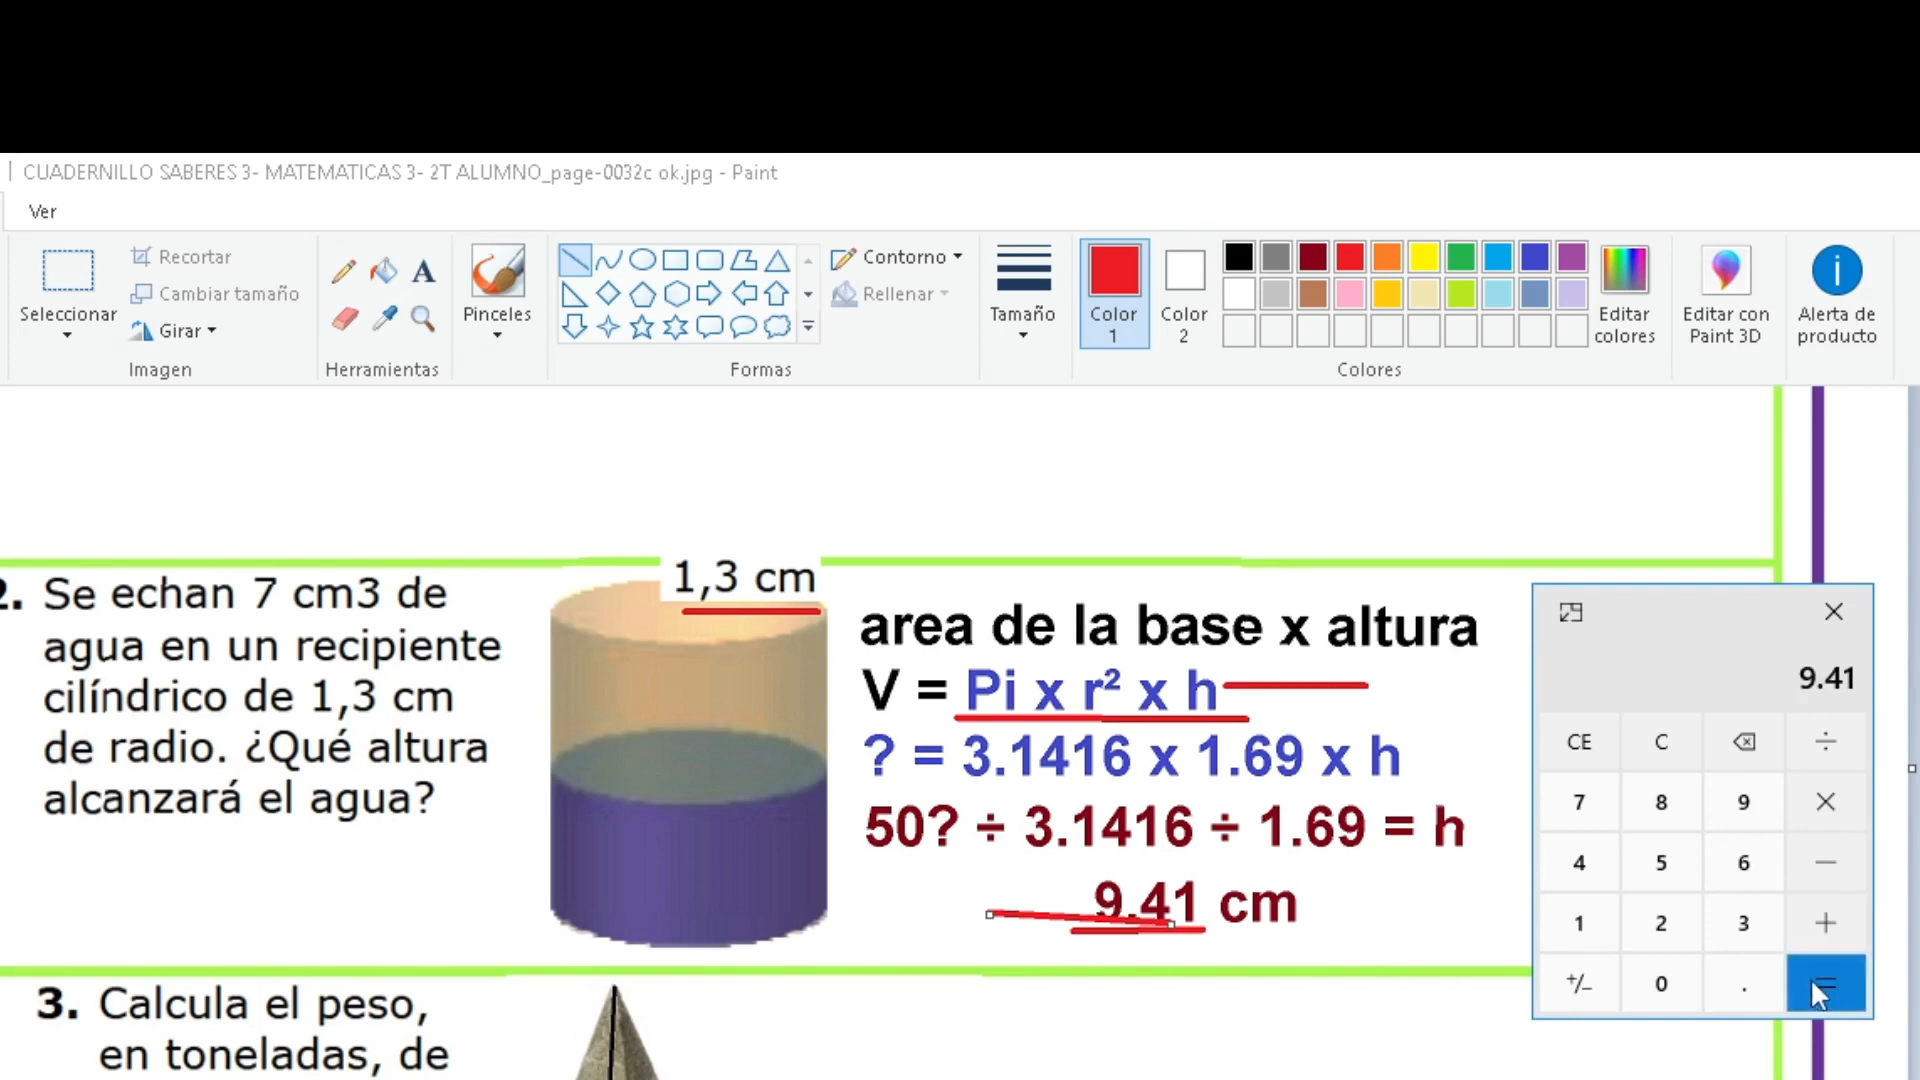 CUADERNILLO SABERES 3- MATEMATICAS 3- 2T ALUMNO_page-0032c ok.jpg - Paint
Ver
Seleccionar
Recortar
Cambiar tamaño
Girar
Imagen
A
Herramientas
Pinceles
Formas
Contorno
Rellenar
Tamaño
Color
1
Color
2
Colores
Editar
colores
Editar con
Paint 3D
Alerta de
producto
2. Se echan 7 cm3 de
agua en un recipiente
cilíndrico de 1,3 cm
de radio. ¿Qué altura
alcanzará el agua?
1,3 cm
area de la base x altura
V = Pi x r² x h
? = 3.1416 x 1.69 x h
50? ÷ 3.1416 ÷ 1.69 = h
9.41 cm
9.41
CE C ⌫ ÷
7 8 9 ×
4 5 6 −
1 2 3 +
+/− 0 . =
3. Calcula el peso,
en toneladas, de